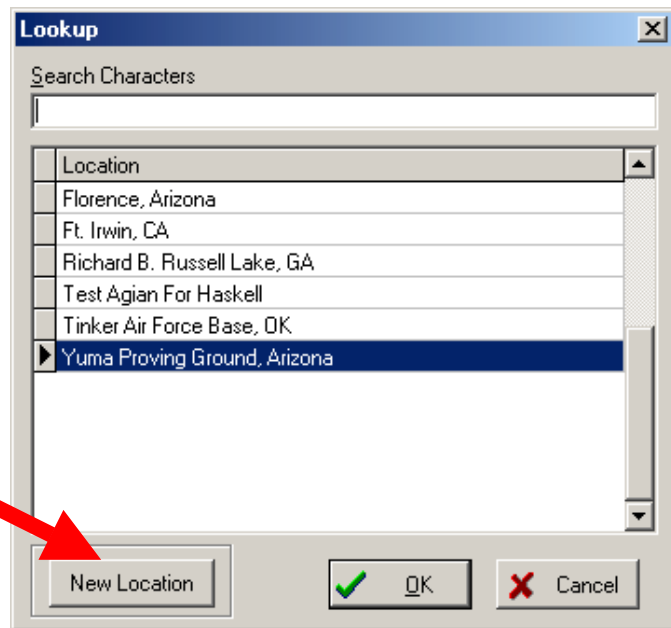 Lookup
Search Characters
Location
Florence, Arizona
Ft. Irwin, CA
Richard B. Russell Lake, GA
Test Agian For Haskell
Tinker Air Force Base, OK
Yuma Proving Ground, Arizona
New Location OK Cancel